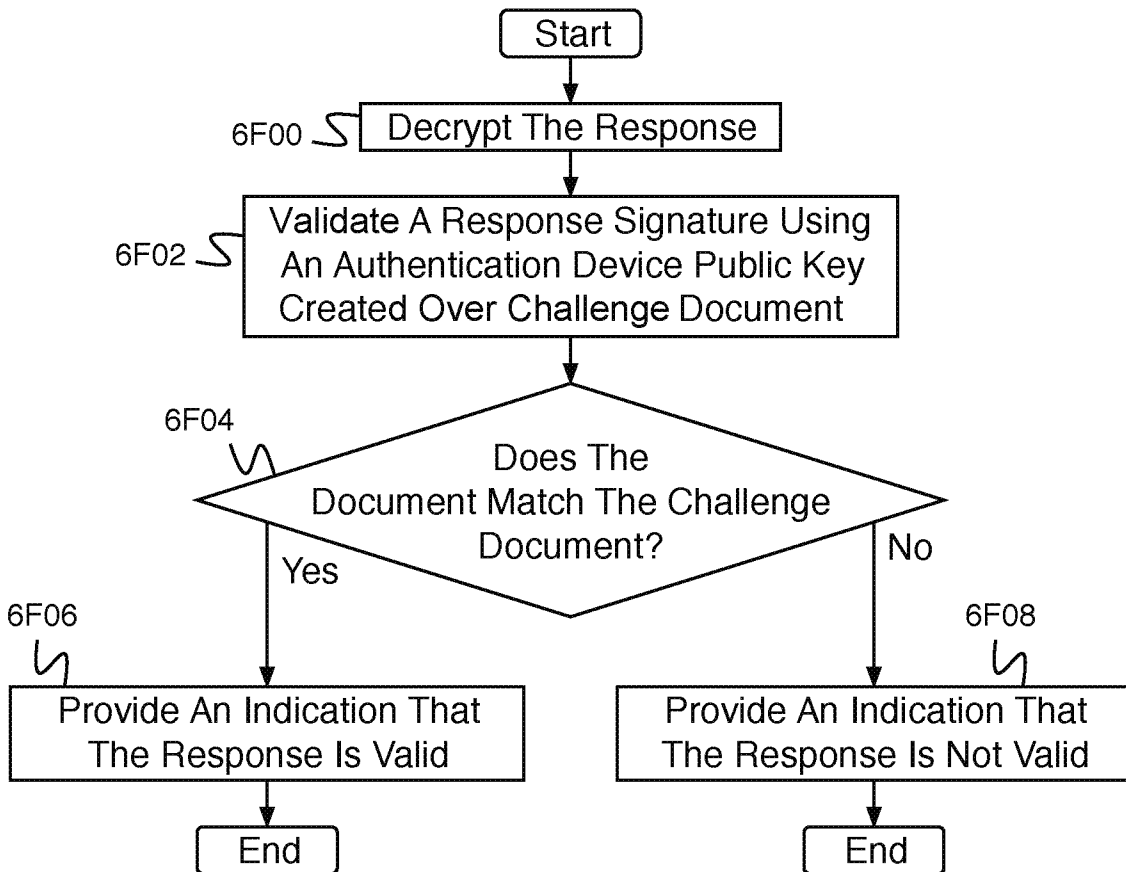 Start
6F00
Decrypt The Response
6F02
Validate A Response Signature Using
An Authentication Device Public Key
Created Over Challenge Document
6F04
Does The
Document Match The Challenge
Document?
Yes
No
6F06
6F08
Provide An Indication That
The Response Is Valid
Provide An Indication That
The Response Is Not Valid
End
End